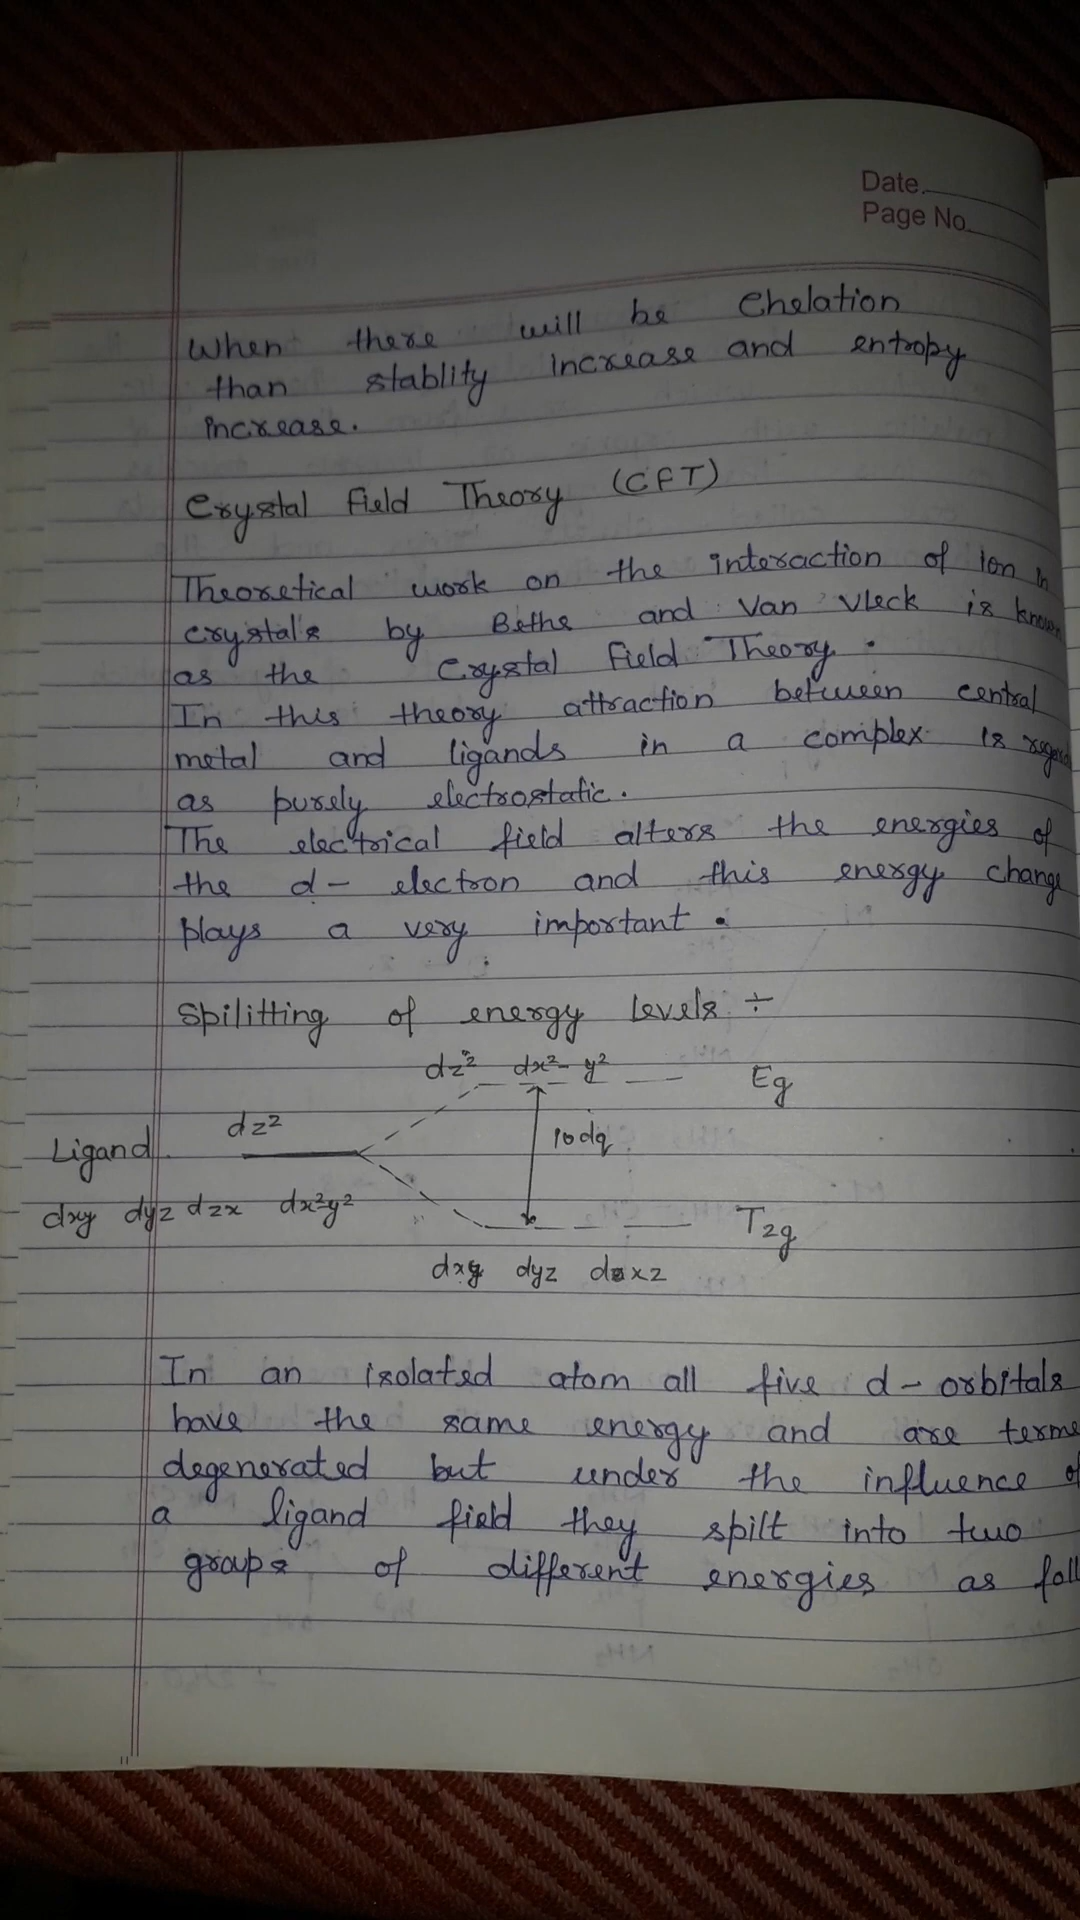 Date.
Page No.
When there will be Chelation
than stablity increase and entropy
increase.
Crystal Field Theory (CFT)
Theoretical work on the interaction of ion in
crystal's by Bethe and Van Vleck is known
as the Crystal Field Theory.
In this theory attraction between central
metal and ligands in a complex is
as purely electrostatic.
The electrical field alters the energies of
the d- electron and this energy change
plays a very important.
Spilitting of energy levels ÷
dz² dx²-y² Eg
dz²
10dq
Ligand
dxy dyz dzx dx²y²
T2g
dxy dyz dxz
In an isolated atom all five d- orbitals
have the same energy and are terme
degenerated but under the influence of
a ligand field they spilt into two
groups of different energies as foll